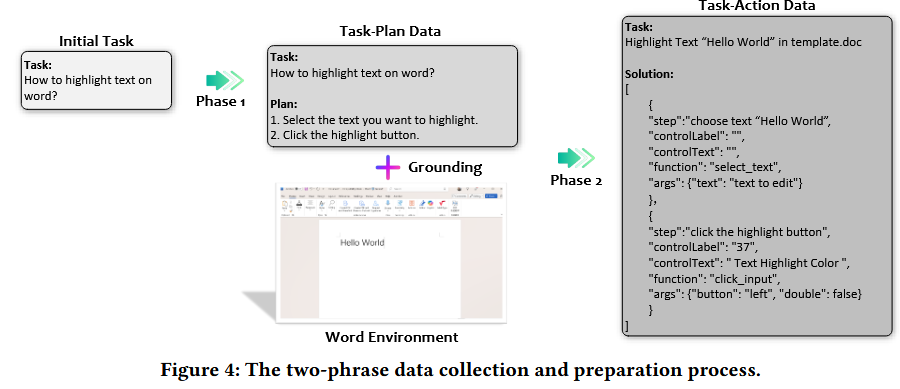 Initial Task
Task:
How to highlight text on
word?
Phase 1
Task-Plan Data
Task:
How to highlight text on word?
Plan:
1. Select the text you want to highlight.
2. Click the highlight button.
Grounding
Hello World
Word Environment
Phase 2
Task-Action Data
Task:
Highlight Text “Hello World” in template.doc
Solution:
[
{
"step":"choose text “Hello World”,
"controlLabel": "",
"controlText": "",
"function": "select_text",
"args": {"text": "text to edit"}
},
{
"step":"click the highlight button",
"controlLabel": "37",
"controlText": " Text Highlight Color ",
"function": "click_input",
"args": {"button": "left", "double": false}
}
]
Figure 4: The two-phrase data collection and preparation process.